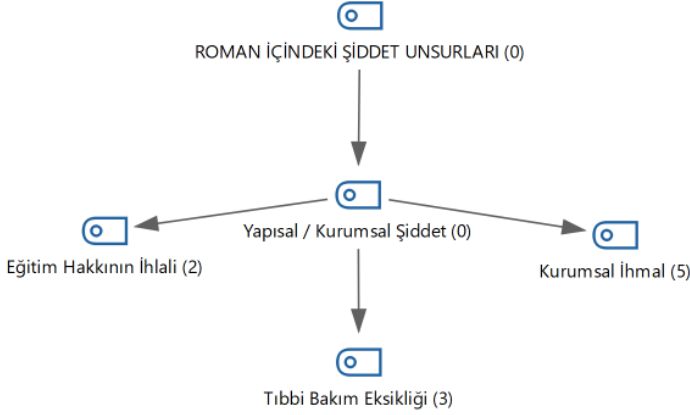 ROMAN İÇİNDEKİ ŞİDDET UNSURLARI (0)
Yapısal / Kurumsal Şiddet (0)
Eğitim Hakkının İhlali (2)
Kurumsal İhmal (5)
Tıbbi Bakım Eksikliği (3)